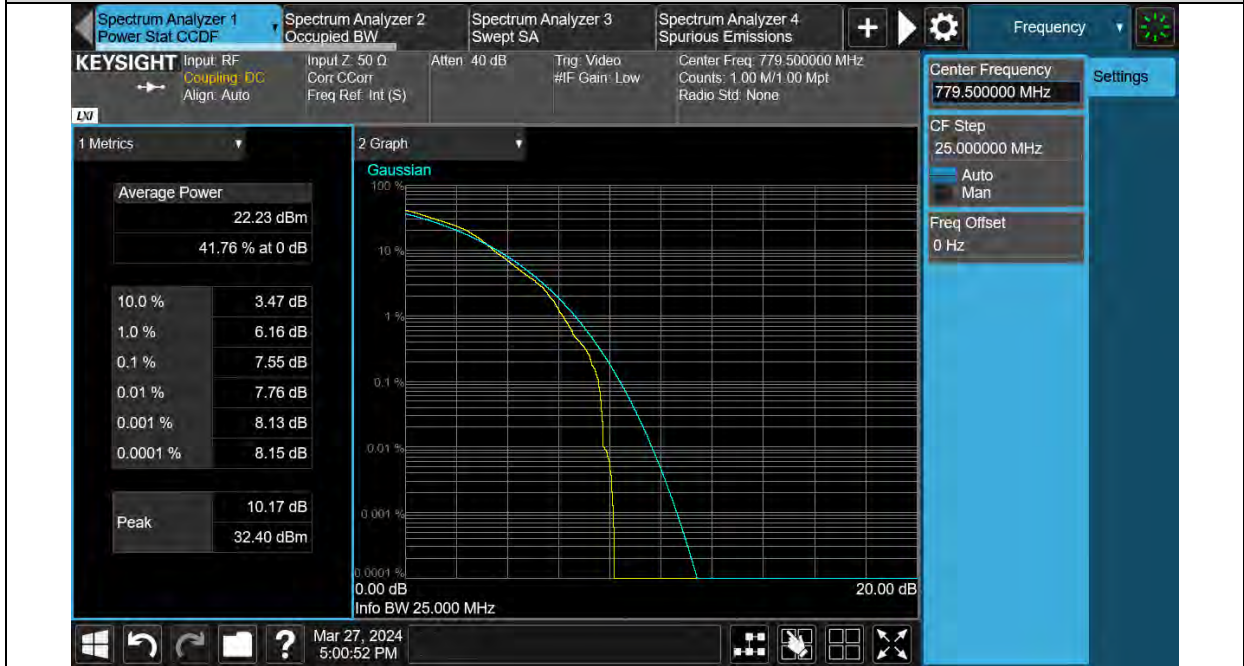 Spectrum Analyzer 1
Power Stat CCDF
Spectrum Analyzer 2
Occupied BW
Spectrum Analyzer 3
Swept SA
Spectrum Analyzer 4
Spurious Emissions
+
Frequency
KEYSIGHT
LXI
Input: RF
Coupling: DC
Align: Auto
Input Z: 50 Ω
Corr CCorr
Freq Ref: Int (S)
Atten: 40 dB
Trig: Video
#IF Gain: Low
Center Freq: 779.500000 MHz
Counts: 1.00 M/1.00 Mpt
Radio Std: None
Center Frequency
779.500000 MHz
Settings
CF Step
25.000000 MHz
Auto
Man
Freq Offset
0 Hz
1 Metrics
Average Power
22.23 dBm
41.76 % at 0 dB
10.0 % 3.47 dB
1.0 % 6.16 dB
0.1 % 7.55 dB
0.01 % 7.76 dB
0.001 % 8.13 dB
0.0001 % 8.15 dB
Peak
10.17 dB
32.40 dBm
2 Graph
Gaussian
100 %
10 %
1 %
0.1 %
0.01 %
0.001 %
0.0001 %
0.00 dB
20.00 dB
Info BW 25.000 MHz
?
Mar 27, 2024
5:00:52 PM